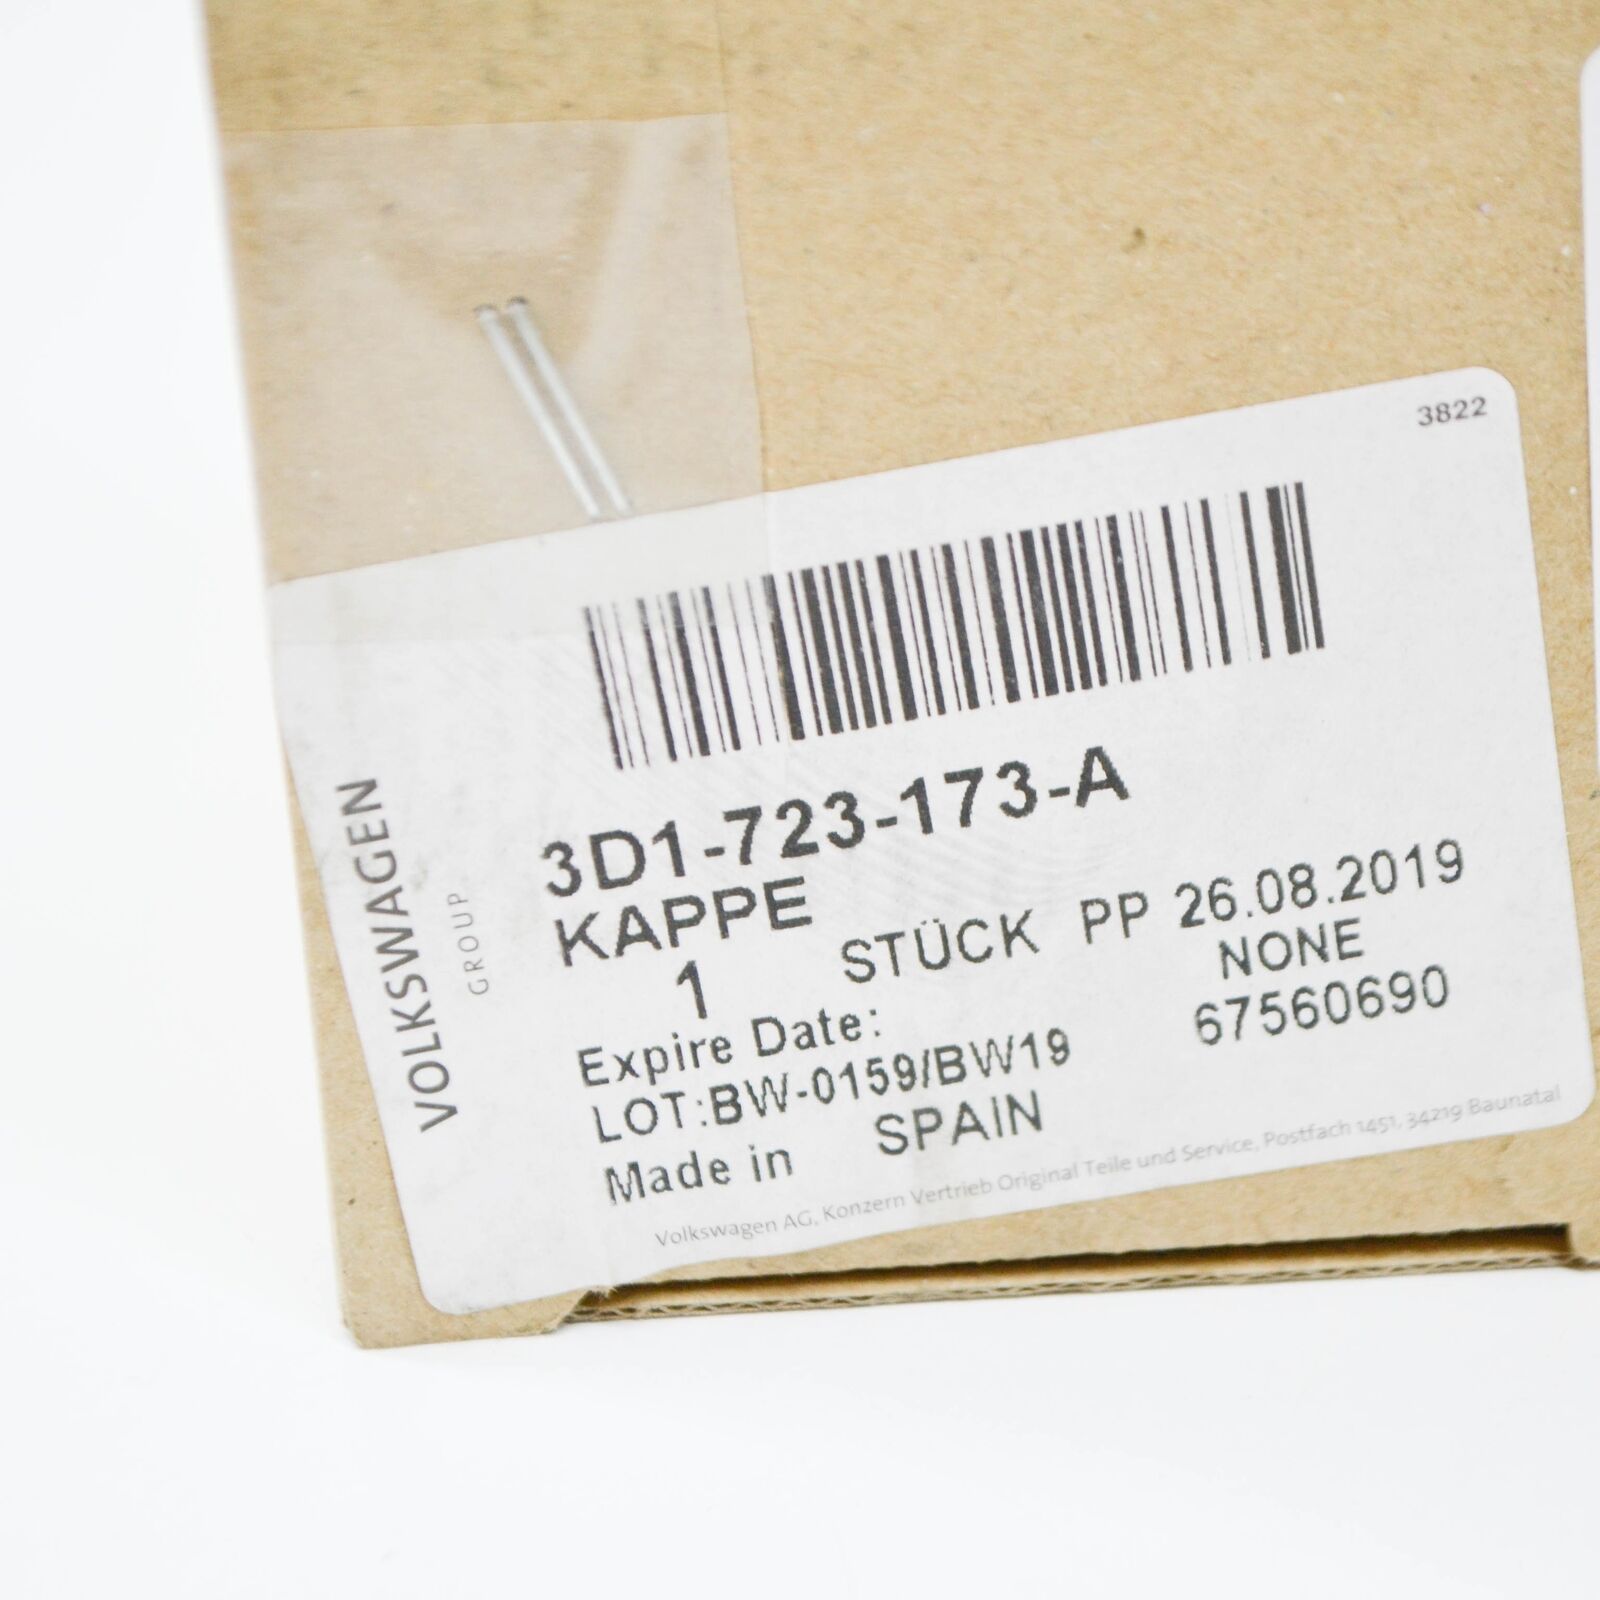 3822
VOLKSWAGEN
GROUP
3D1-723-173-A
KAPPE
1 STÜCK PP 26.08.2019
Expire Date: NONE
LOT:BW-0159/BW19 67560690
Made in SPAIN
Volkswagen AG, Konzern Vertrieb Original Teile und Service, Postfach 1451, 34219 Baunatal